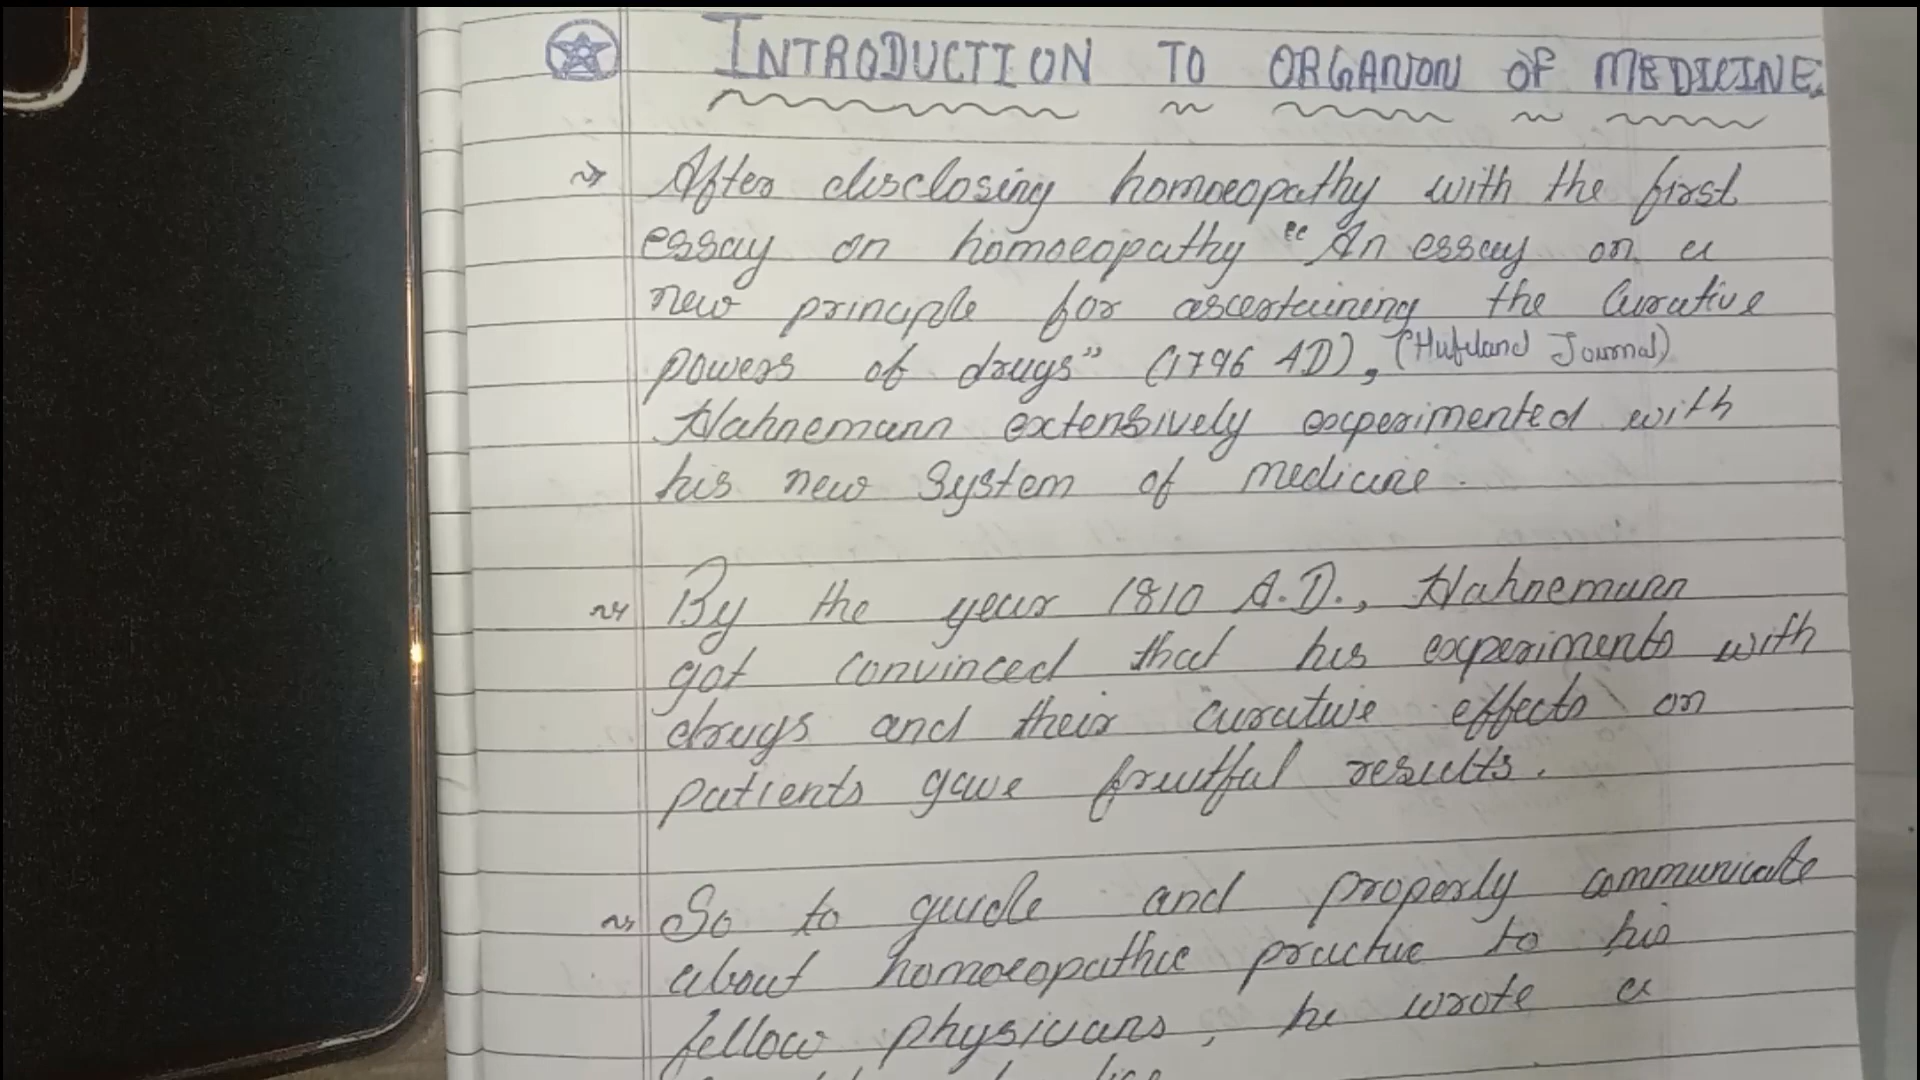 INTRODUCTION TO ORGANON OF MEDICINE.
After disclosing homoeopathy with the first
essay on homoeopathy "An essay on a
new principle for ascertaining the Curative
powers of drugs" (1796 AD), (Hufeland Journal)
Hahnemann extensively experimented with
his new System of medicine.
By the year 1810 A.D., Hahnemann
got convinced that his experiments with
drugs and their curative effects on
patients gave fruitful results.
So to guide and properly communicate
about homoeopathic practice to his
fellow physicians, he wrote a